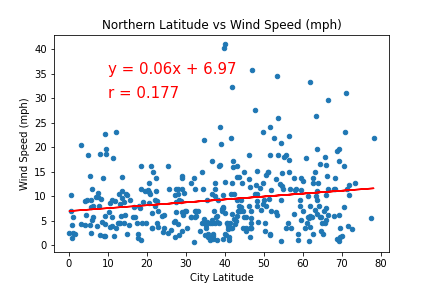 Northern Latitude vs Wind Speed (mph)
40
35
30
25
20
15
10
5
0
Wind Speed (mph)
y = 0.06x + 6.97
r = 0.177
0 10 20 30 40 50 60 70 80
City Latitude